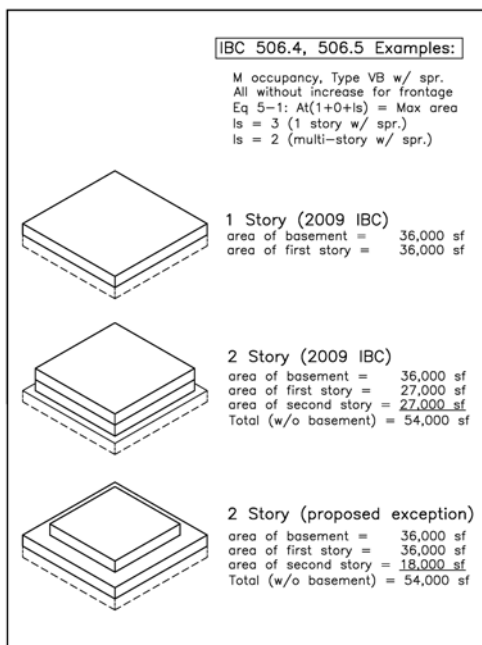 IBC 506.4, 506.5 Examples:
M occupancy, Type VB w/ spr.
All without increase for frontage
Eq 5-1: At(1+0+Is) = Max area
Is = 3 (1 story w/ spr.)
Is = 2 (multi-story w/ spr.)
1 Story (2009 IBC)
area of basement = 36,000 sf
area of first story = 36,000 sf
2 Story (2009 IBC)
area of basement = 36,000 sf
area of first story = 27,000 sf
area of second story = 27,000 sf
Total (w/o basement) = 54,000 sf
2 Story (proposed exception)
area of basement = 36,000 sf
area of first story = 36,000 sf
area of second story = 18,000 sf
Total (w/o basement) = 54,000 sf